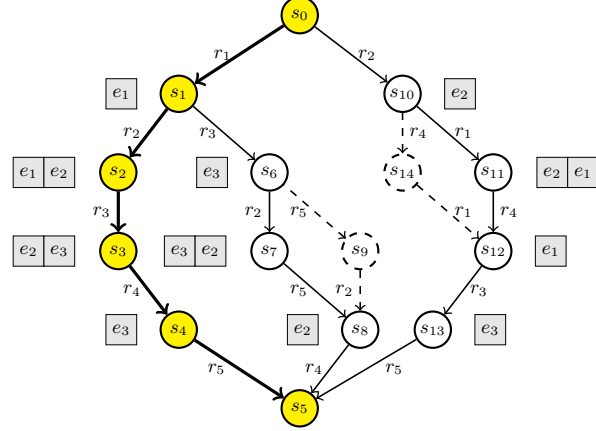 s0
r1 r2
e1 s1 s10 e2
r2 r3 r4 r1
e1 e2 s2 e3 s6 s14 s11 e2 e1
r3 r2 r5 r1 r4
e2 e3 s3 e3 e2 s7 s9 s12 e1
r4 r5 r2 r3
e3 s4 e2 s8 s13 e3
r5 r4 r5
s5